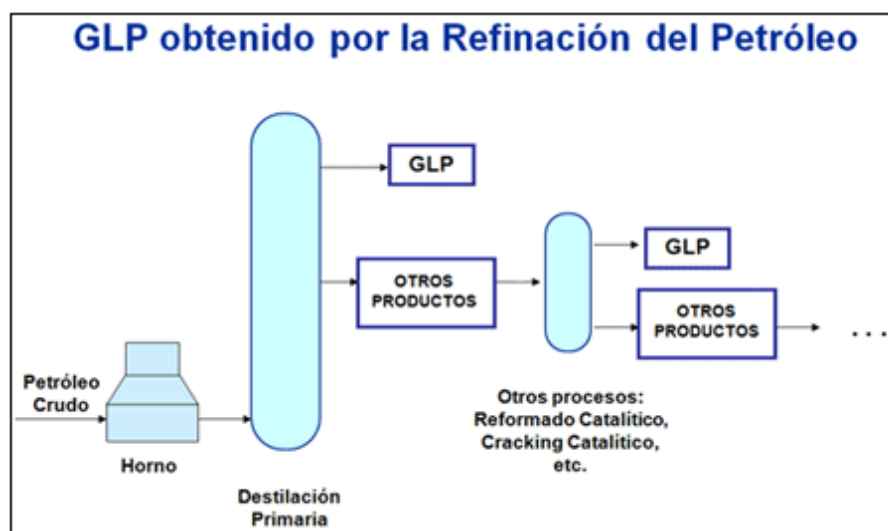 GLP obtenido por la Refinación del Petróleo
GLP
OTROS
PRODUCTOS
GLP
OTROS
PRODUCTOS
. . .
Petróleo
Crudo
Horno
Destilación
Primaria
Otros procesos:
Reformado Catalítico,
Cracking Catalítico,
etc.